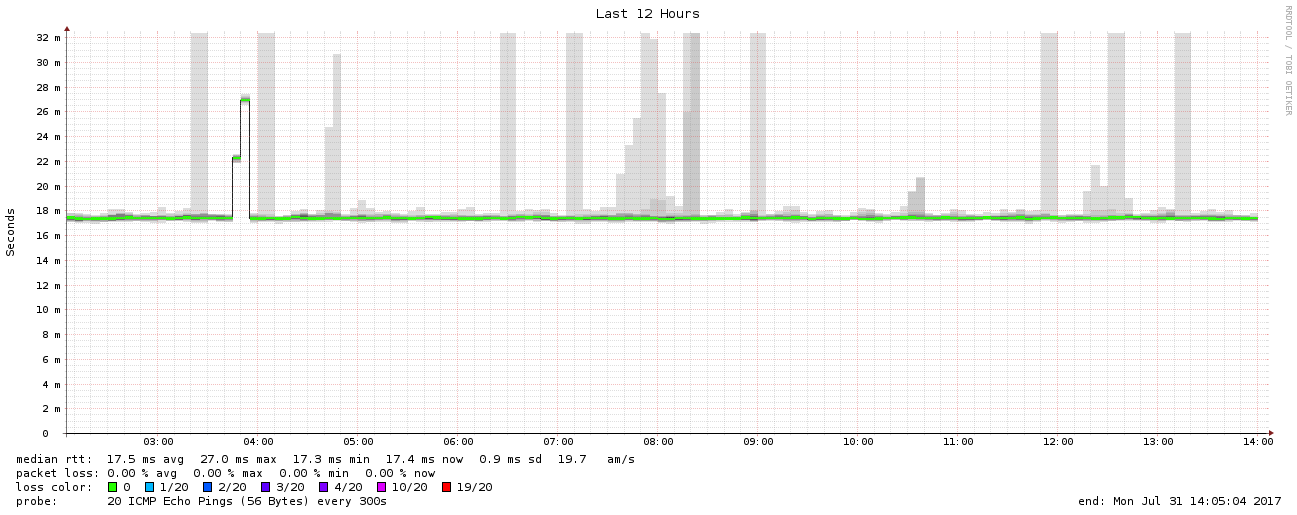 Last 12 Hours
RRDTOOL / TOBI OETIKER
Seconds
32 m
30 m
28 m
26 m
24 m
22 m
20 m
18 m
16 m
14 m
12 m
10 m
8 m
6 m
4 m
2 m
0
03:00 04:00 05:00 06:00 07:00 08:00 09:00 10:00 11:00 12:00 13:00 14:00
median rtt: 17.5 ms avg 27.0 ms max 17.3 ms min 17.4 ms now 0.9 ms sd 19.7 am/s
packet loss: 0.00 % avg 0.00 % max 0.00 % min 0.00 % now
loss color: 0 1/20 2/20 3/20 4/20 10/20 19/20
probe: 20 ICMP Echo Pings (56 Bytes) every 300s end: Mon Jul 31 14:05:04 2017